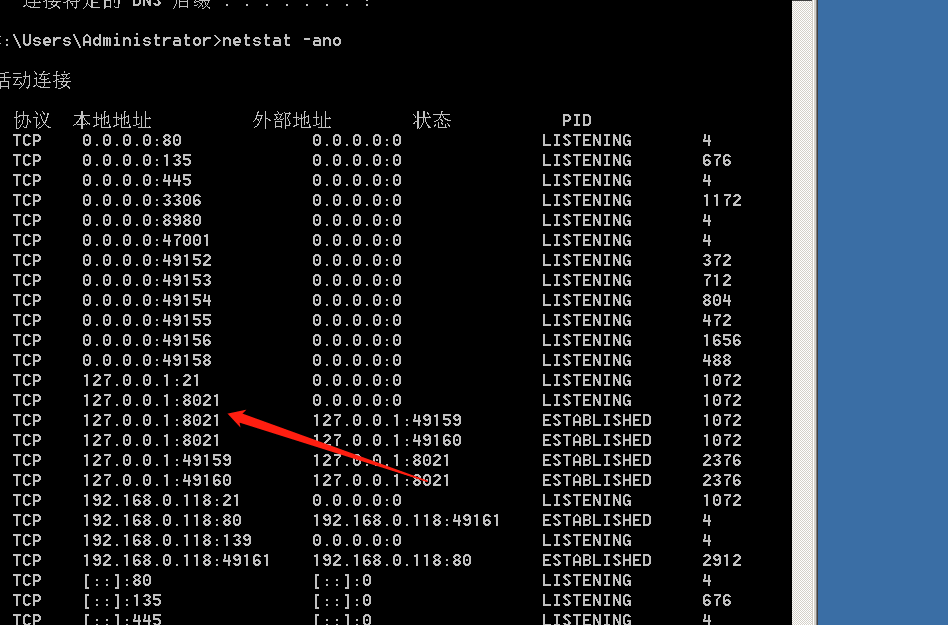 连接特定的 DNS 后缀 . . . . . . . :
:\Users\Administrator>netstat -ano
活动连接
协议 本地地址 外部地址 状态 PID
TCP 0.0.0.0:80 0.0.0.0:0 LISTENING 4
TCP 0.0.0.0:135 0.0.0.0:0 LISTENING 676
TCP 0.0.0.0:445 0.0.0.0:0 LISTENING 4
TCP 0.0.0.0:3306 0.0.0.0:0 LISTENING 1172
TCP 0.0.0.0:8980 0.0.0.0:0 LISTENING 4
TCP 0.0.0.0:47001 0.0.0.0:0 LISTENING 4
TCP 0.0.0.0:49152 0.0.0.0:0 LISTENING 372
TCP 0.0.0.0:49153 0.0.0.0:0 LISTENING 712
TCP 0.0.0.0:49154 0.0.0.0:0 LISTENING 804
TCP 0.0.0.0:49155 0.0.0.0:0 LISTENING 472
TCP 0.0.0.0:49156 0.0.0.0:0 LISTENING 1656
TCP 0.0.0.0:49158 0.0.0.0:0 LISTENING 488
TCP 127.0.0.1:21 0.0.0.0:0 LISTENING 1072
TCP 127.0.0.1:8021 0.0.0.0:0 LISTENING 1072
TCP 127.0.0.1:8021 127.0.0.1:49159 ESTABLISHED 1072
TCP 127.0.0.1:8021 127.0.0.1:49160 ESTABLISHED 1072
TCP 127.0.0.1:49159 127.0.0.1:8021 ESTABLISHED 2376
TCP 127.0.0.1:49160 127.0.0.1:8021 ESTABLISHED 2376
TCP 192.168.0.118:21 0.0.0.0:0 LISTENING 1072
TCP 192.168.0.118:80 192.168.0.118:49161 ESTABLISHED 4
TCP 192.168.0.118:139 0.0.0.0:0 LISTENING 4
TCP 192.168.0.118:49161 192.168.0.118:80 ESTABLISHED 2912
TCP [::]:80 [::]:0 LISTENING 4
TCP [::]:135 [::]:0 LISTENING 676
TCP [::]:445 [::]:0 LISTENING 4